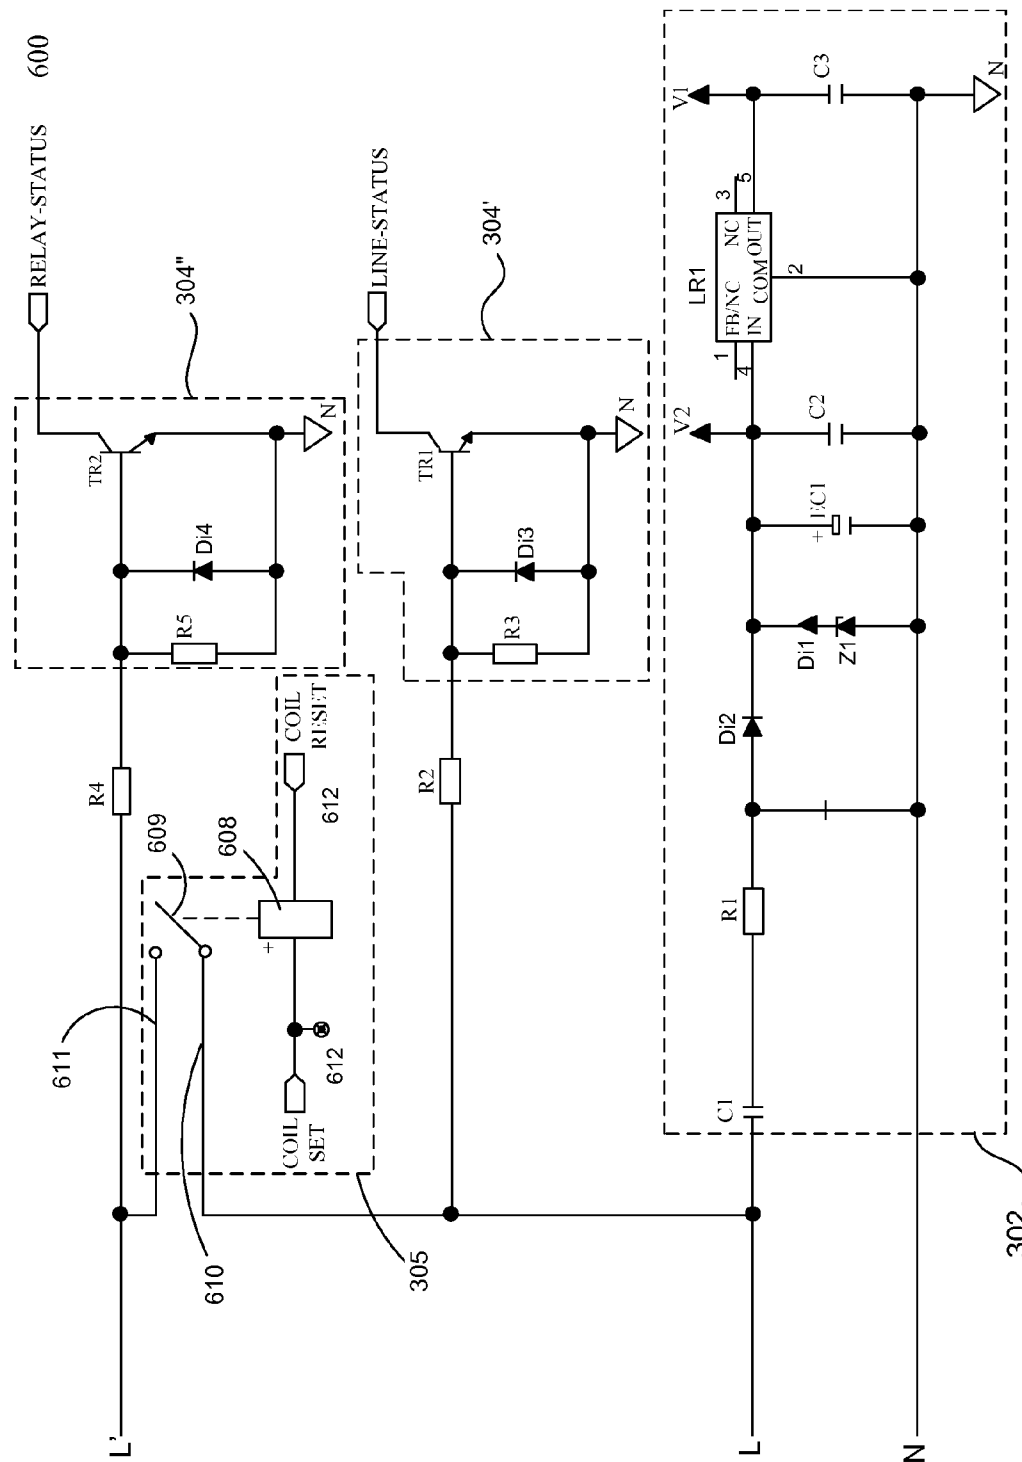 600
RELAY-STATUS
304"
TR2
N
Di4
R5
R4
LINE-STATUS
304'
TR1
N
Di3
R3
R2
COIL
RESET
612
609
608
+
612
COIL
SET
611
610
305
V1
C3
N
3
5
LR1
FB/NC
NC
IN
COM
OUT
2
1
4
V2
C2
+
EC1
Di1
Z1
Di2
R1
C1
302
L'
L
N